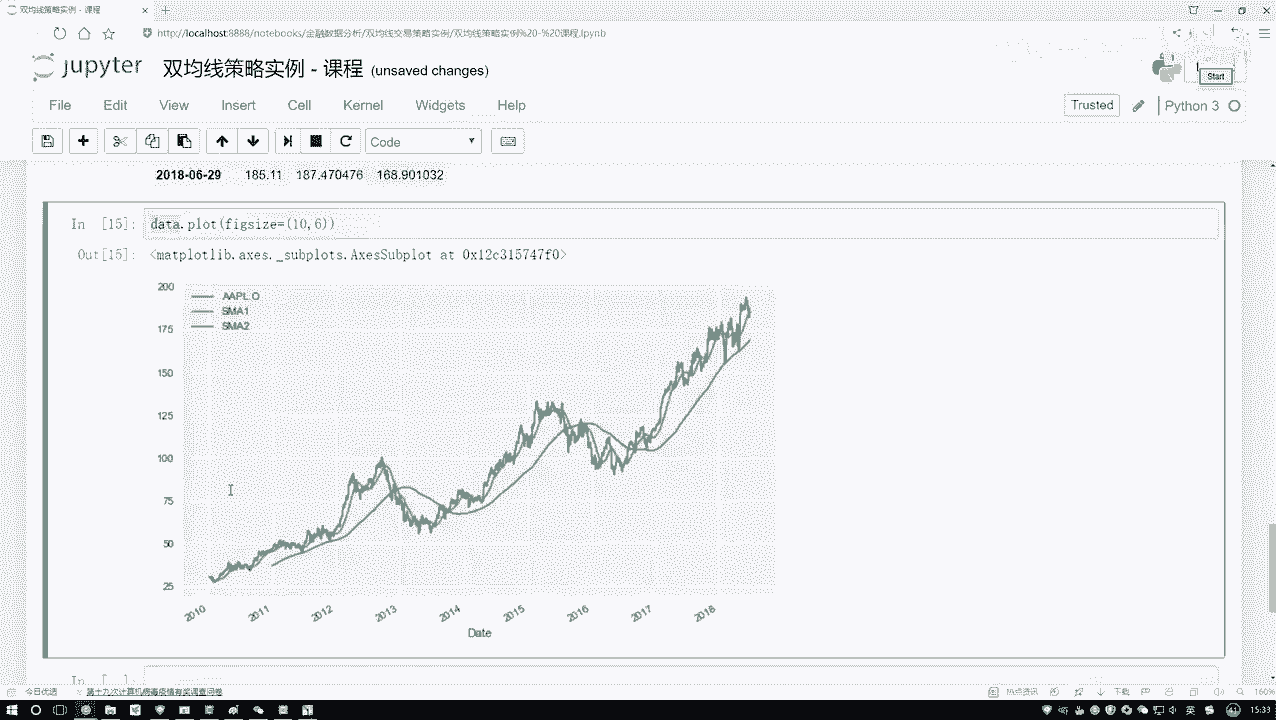 双均线策略实例 - 课程
http://localhost:8888/notebooks/金融数据分析/双均线交易策略实例/双均线策略实例%20-%20课程.ipynb
jupyter 双均线策略实例 - 课程 (unsaved changes)
Start
File Edit View Insert Cell Kernel Widgets Help
Trusted Python 3
Code
2018-06-29 185.11 187.470476 168.901032
In [15]: data.plot(figsize=(10,6))
Out[15]: <matplotlib.axes._subplots.AxesSubplot at 0x12c315747f0>
AAPL.O
SMA1
SMA2
200
175
150
125
100
75
50
25
2010 2011 2012 2013 2014 2015 2016 2017 2018
Date
In [ ]:
今日优选 第十九次计算机病毒疫情有奖调查问卷
热点资讯 下载 160%
英 15:33